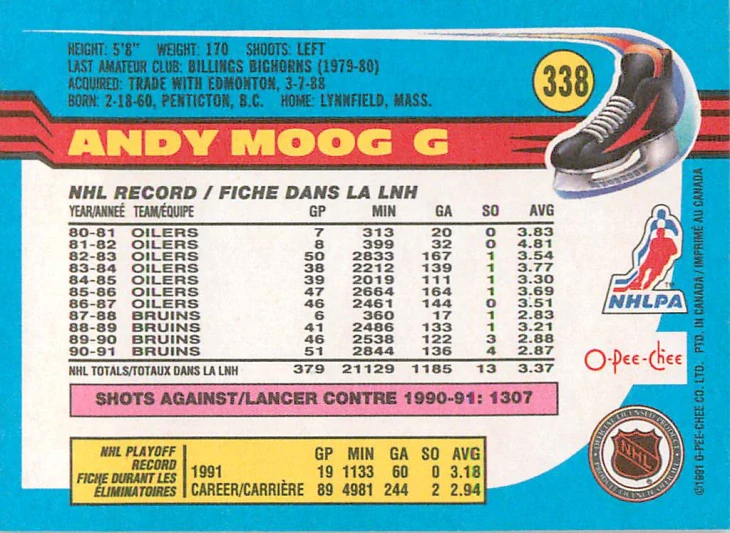 HEIGHT: 5'8" WEIGHT: 170 SHOOTS: LEFT
LAST AMATEUR CLUB: BILLINGS BIGHORNS (1979-80)
ACQUIRED: TRADE WITH EDMONTON, 3-7-88
BORN: 2-18-60, PENTICTON, B.C. HOME: LYNNFIELD, MASS.
338
ANDY MOOG G
NHL RECORD / FICHE DANS LA LNH
YEAR/ANNEÉ TEAM/ÉQUIPE GP MIN GA SO AVG
80-81 OILERS 7 313 20 0 3.83
81-82 OILERS 8 399 32 0 4.81
82-83 OILERS 50 2833 167 1 3.54
83-84 OILERS 38 2212 139 1 3.77
84-85 OILERS 39 2019 111 1 3.30
85-86 OILERS 47 2664 164 1 3.69
86-87 OILERS 46 2461 144 0 3.51
87-88 BRUINS 6 360 17 1 2.83
88-89 BRUINS 41 2486 133 1 3.21
89-90 BRUINS 46 2538 122 3 2.88
90-91 BRUINS 51 2844 136 4 2.87
NHL TOTALS/TOTAUX DANS LA LNH 379 21129 1185 13 3.37
SHOTS AGAINST/LANCER CONTRE 1990-91: 1307
NHL PLAYOFF
RECORD
FICHE DURANT LES
ÉLIMINATOIRES
GP MIN GA SO AVG
1991 19 1133 60 0 3.18
CAREER/CARRIÈRE 89 4981 244 2 2.94
NHLPA
TM
O-Pee-Chee
NHL
©1991 O-PEE-CHEE CO. LTD. PTD. IN CANADA / IMPRIMÉ AU CANADA